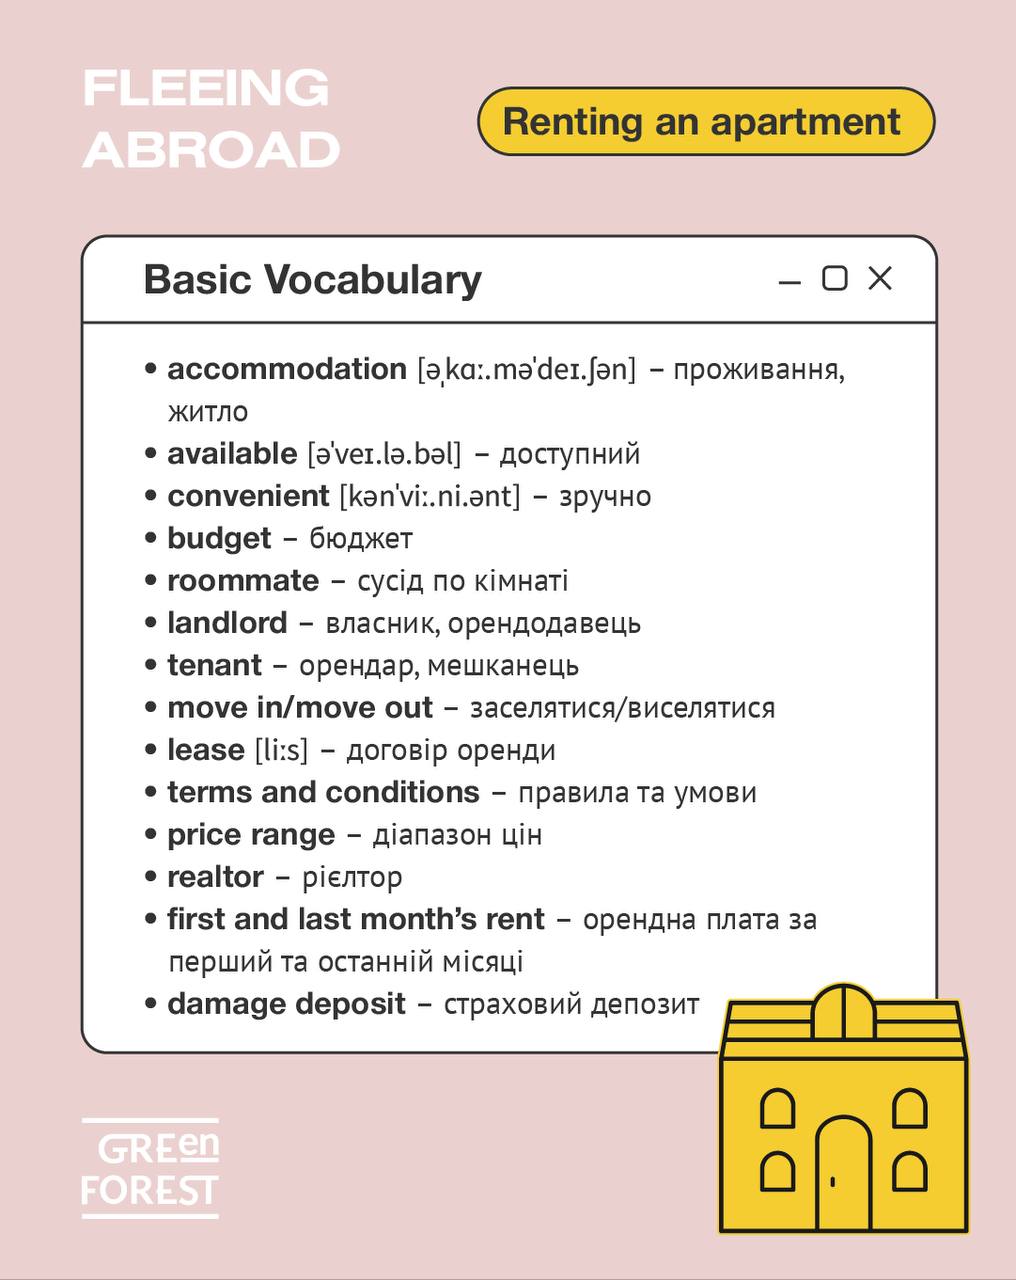 FLEEING
ABROAD
Renting an apartment
Basic Vocabulary
• accommodation [əˌkɑː.məˈdeɪ.ʃən] – проживання,
житло
• available [əˈveɪ.lə.bəl] – доступний
• convenient [kənˈviː.ni.ənt] – зручно
• budget – бюджет
• roommate – сусід по кімнаті
• landlord – власник, орендодавець
• tenant – орендар, мешканець
• move in/move out – заселятися/виселятися
• lease [liːs] – договір оренди
• terms and conditions – правила та умови
• price range – діапазон цін
• realtor – рієлтор
• first and last month’s rent – орендна плата за
перший та останній місяці
• damage deposit – страховий депозит
GREen
FOREST